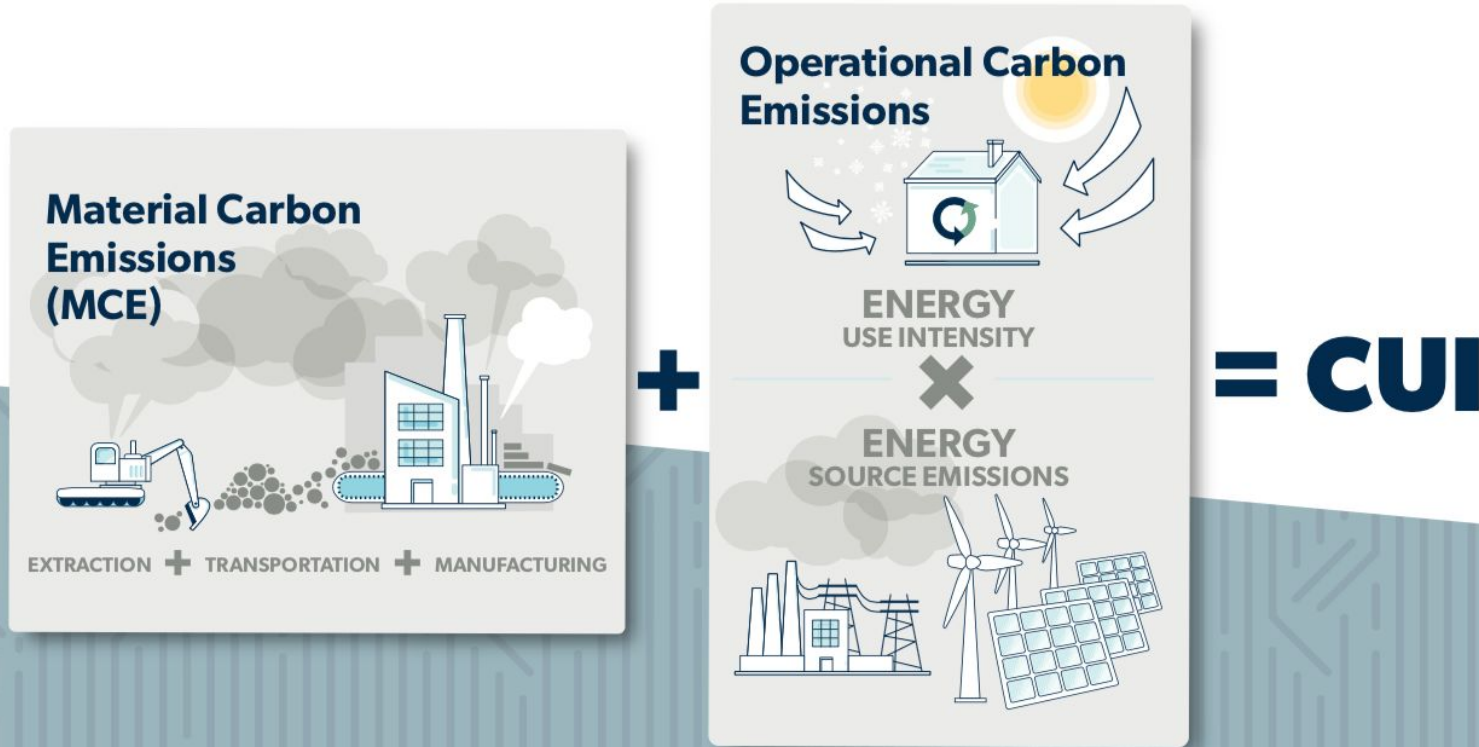 Material Carbon
Emissions
(MCE)
EXTRACTION + TRANSPORTATION + MANUFACTURING
+
Operational Carbon
Emissions
ENERGY
USE INTENSITY
×
ENERGY
SOURCE EMISSIONS
= CUI